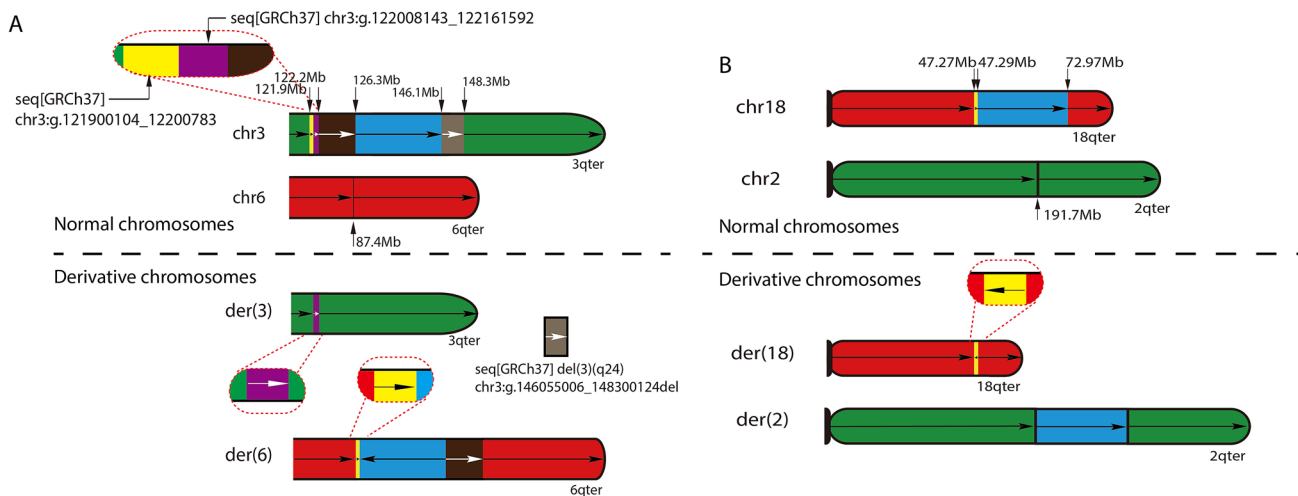 A
seq[GRCh37] chr3:g.122008143_122161592
seq[GRCh37]
chr3:g.121900104_12200783
122.2Mb
121.9Mb
126.3Mb
146.1Mb
148.3Mb
chr3
3qter
chr6
6qter
87.4Mb
Normal chromosomes
Derivative chromosomes
der(3)
3qter
seq[GRCh37] del(3)(q24)
chr3:g.146055006_148300124del
der(6)
6qter
B
47.27Mb
47.29Mb
72.97Mb
chr18
18qter
chr2
2qter
191.7Mb
Normal chromosomes
Derivative chromosomes
der(18)
18qter
der(2)
2qter